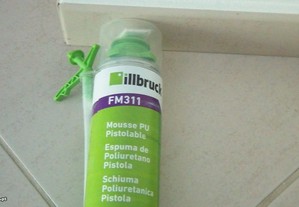 illbruck
FM311
Mousse PU
Pistolable
Espuma de
Poliuretano
Pistola
Schiuma
Poliuretanica
Pistola